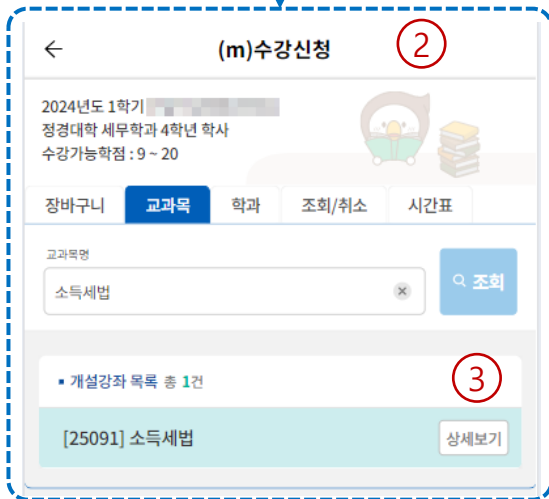 ← (m)수강신청 ②
2024년도 1학기
정경대학 세무학과 4학년 학사
수강가능학점 : 9 ~ 20
장바구니 교과목 학과 조회/취소 시간표
교과목명
소득세법
조회
▪ 개설강좌 목록 총 1건 ③
[25091] 소득세법 상세보기